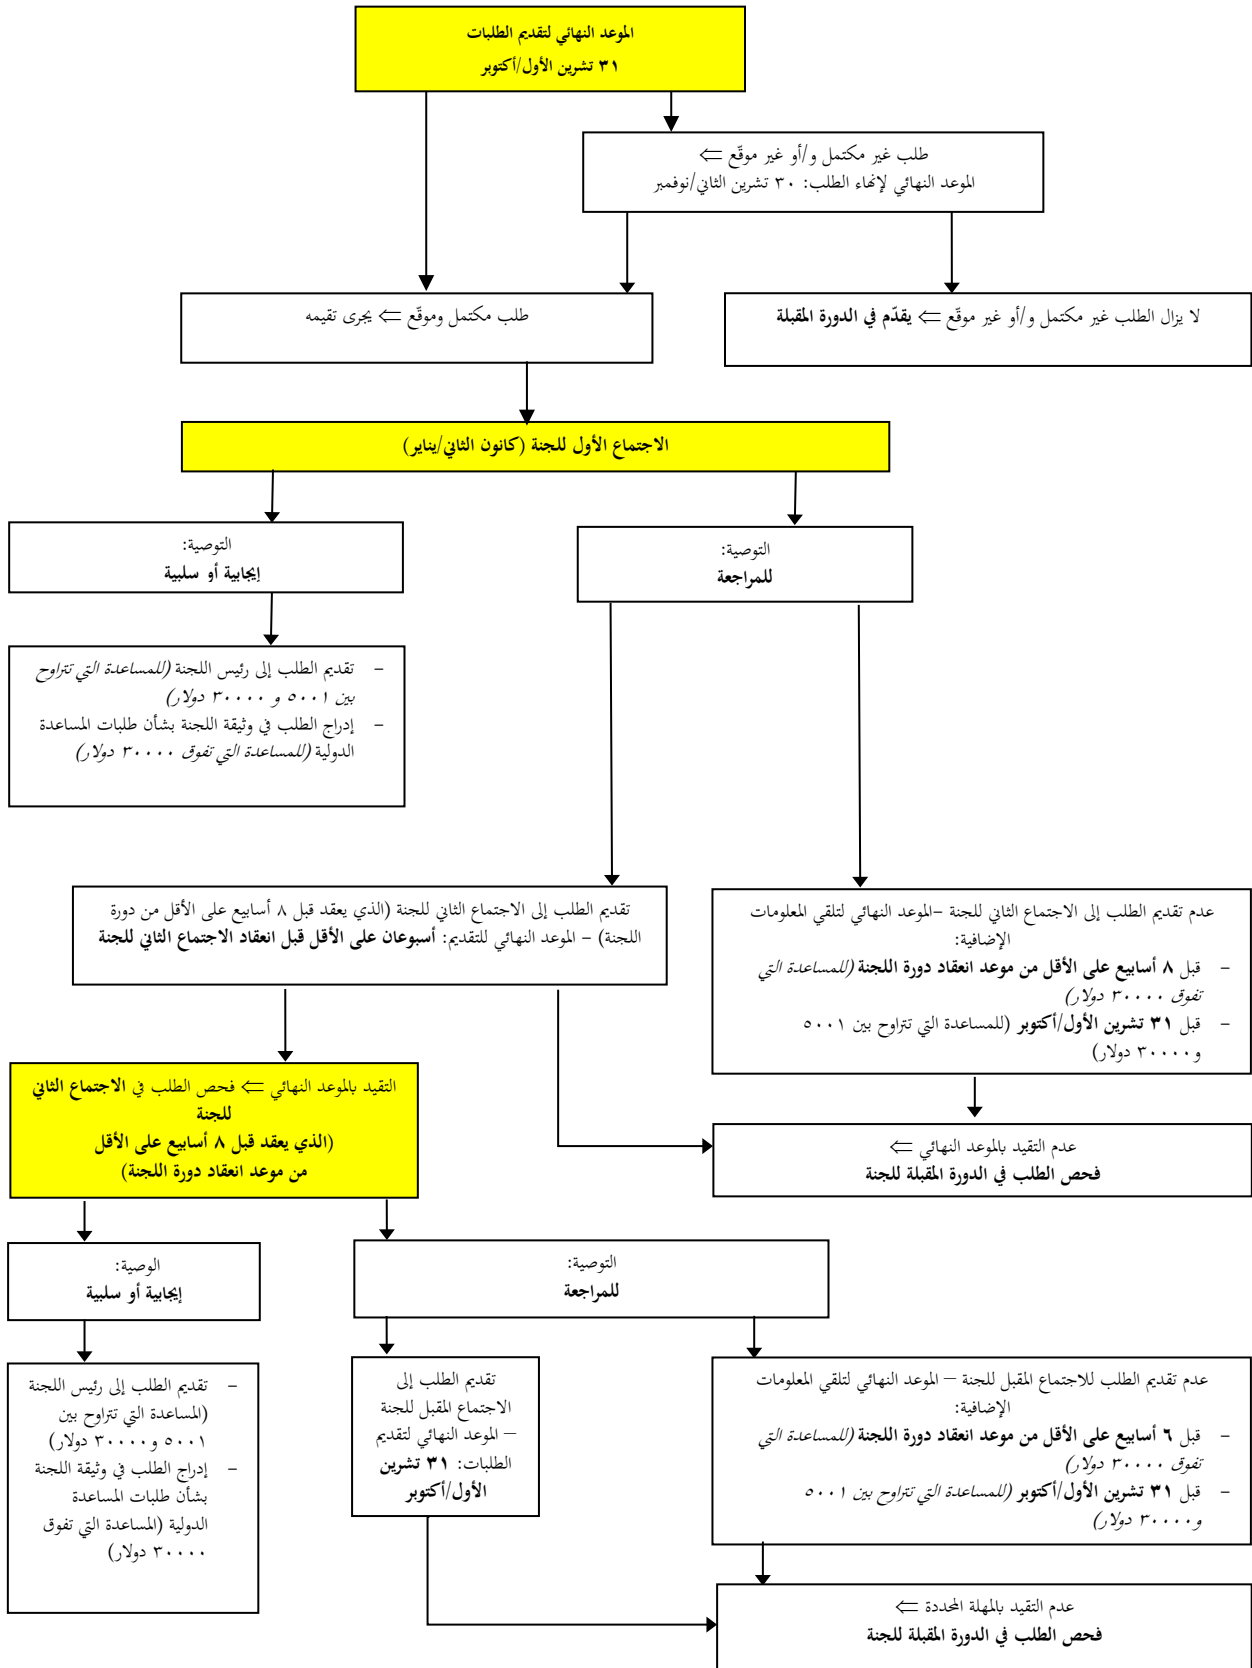 الموعد النهائي لتقديم الطلبات
٣١ تشرين الأول/أكتوبر
طلب غير مكتمل و/أو غير موقّع ⇐
الموعد النهائي لإنهاء الطلب: ٣٠ تشرين الثاني/نوفمبر
طلب مكتمل وموقّع ⇐ يجرى تقيمه
لا يزال الطلب غير مكتمل و/أو غير موقّع ⇐ يقدّم في الدورة المقبلة
الاجتماع الأول للجنة (كانون الثاني/يناير)
التوصية:
إيجابية أو سلبية
التوصية:
للمراجعة
– تقديم الطلب إلى رئيس اللجنة (للمساعدة التي تتراوح
بين ٥٠٠١ و ٣٠٠٠٠ دولار)
– إدراج الطلب في وثيقة اللجنة بشأن طلبات المساعدة
الدولية (للمساعدة التي تفوق ٣٠٠٠٠ دولار)
تقديم الطلب إلى الاجتماع الثاني للجنة (الذي يعقد قبل ٨ أسابيع على الأقل من دورة
اللجنة) – الموعد النهائي للتقديم: أسبوعان على الأقل قبل انعقاد الاجتماع الثاني للجنة
عدم تقديم الطلب إلى الاجتماع الثاني للجنة –الموعد النهائي لتلقي المعلومات
الإضافية:
– قبل ٨ أسابيع على الأقل من موعد انعقاد دورة اللجنة (للمساعدة التي
تفوق ٣٠٠٠٠ دولار)
– قبل ٣١ تشرين الأول/أكتوبر (للمساعدة التي تتراوح بين ٥٠٠١
و٣٠٠٠٠ دولار)
التقيد بالموعد النهائي ⇐ فحص الطلب في الاجتماع الثاني
للجنة
(الذي يعقد قبل ٨ أسابيع على الأقل
من موعد انعقاد دورة اللجنة)
عدم التقيد بالموعد النهائي ⇐
فحص الطلب في الدورة المقبلة للجنة
الوصية:
إيجابية أو سلبية
التوصية:
للمراجعة
– تقديم الطلب إلى رئيس اللجنة
(المساعدة التي تتراوح بين
٥٠٠١ و٣٠٠٠٠ دولار)
– إدراج الطلب في وثيقة اللجنة
بشأن طلبات المساعدة
الدولية (المساعدة التي تفوق
٣٠٠٠٠ دولار)
تقديم الطلب إلى
الاجتماع المقبل للجنة
– الموعد النهائي لتقديم
الطلبات: ٣١ تشرين
الأول/أكتوبر
عدم تقديم الطلب للاجتماع المقبل للجنة – الموعد النهائي لتلقي المعلومات
الإضافية:
– قبل ٦ أسابيع على الأقل من موعد انعقاد دورة اللجنة (للمساعدة التي
تفوق ٣٠٠٠٠ دولار)
– قبل ٣١ تشرين الأول/أكتوبر (للمساعدة التي تتراوح بين ٥٠٠١
و٣٠٠٠٠ دولار)
عدم التقيد بالمهلة المحددة ⇐
فحص الطلب في الدورة المقبلة للجنة